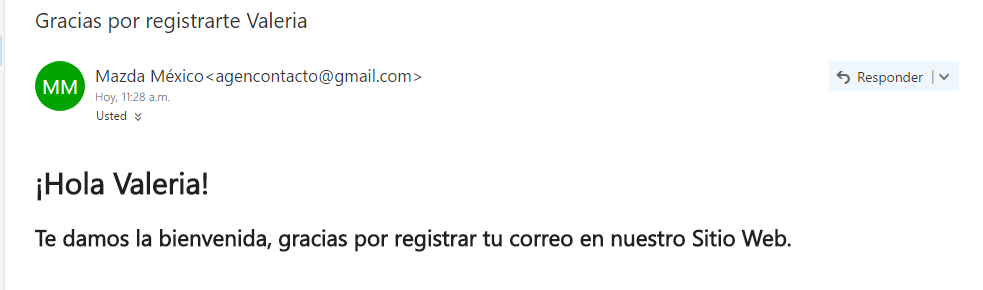 Gracias por registrarte Valeria
MM
Mazda México<agencontacto@gmail.com>
Responder
Hoy, 11:28 a.m.
Usted
¡Hola Valeria!
Te damos la bienvenida, gracias por registrar tu correo en nuestro Sitio Web.